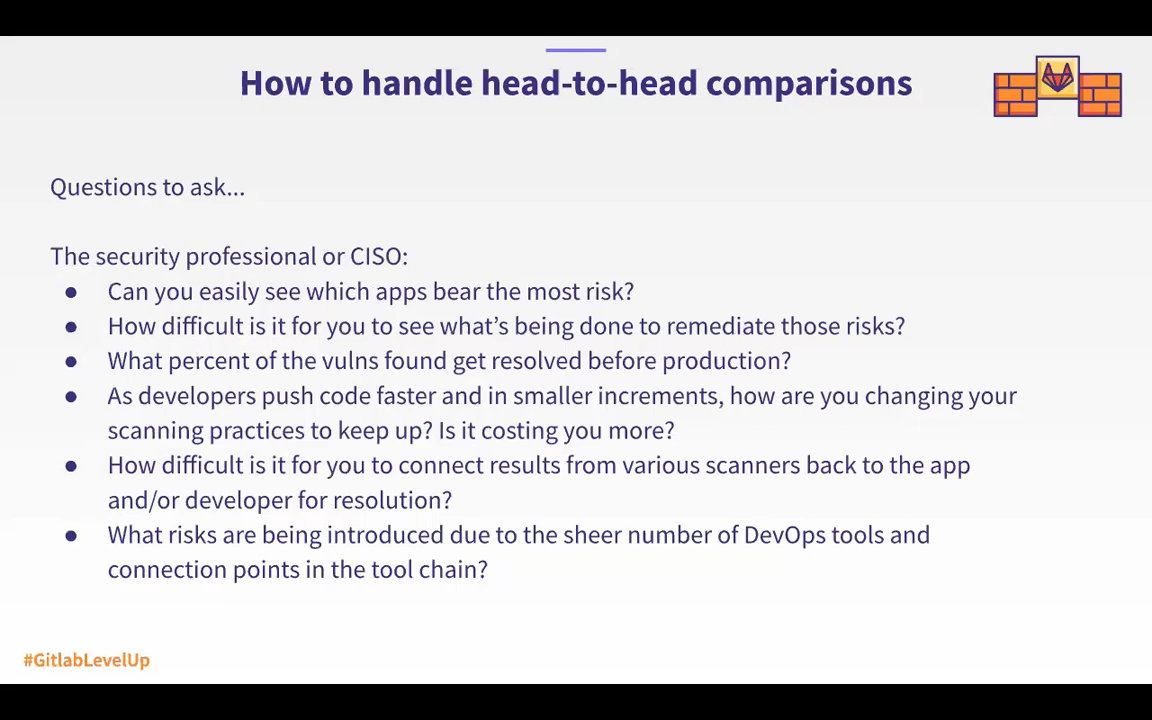 How to handle head-to-head comparisons
Questions to ask...
The security professional or CISO:
● Can you easily see which apps bear the most risk?
● How difficult is it for you to see what’s being done to remediate those risks?
● What percent of the vulns found get resolved before production?
● As developers push code faster and in smaller increments, how are you changing your
scanning practices to keep up? Is it costing you more?
● How difficult is it for you to connect results from various scanners back to the app
and/or developer for resolution?
● What risks are being introduced due to the sheer number of DevOps tools and
connection points in the tool chain?
#GitlabLevelUp